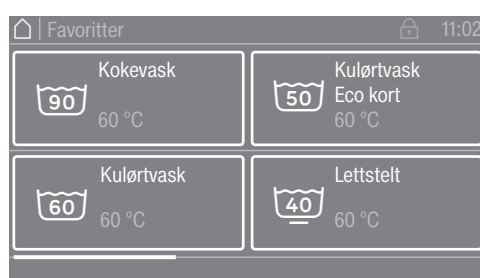 Favoritter 11:02
Kokevask
90
60 °C
Kulørtvask
50 Eco kort
60 °C
Kulørtvask
60
60 °C
Lettstelt
40
60 °C